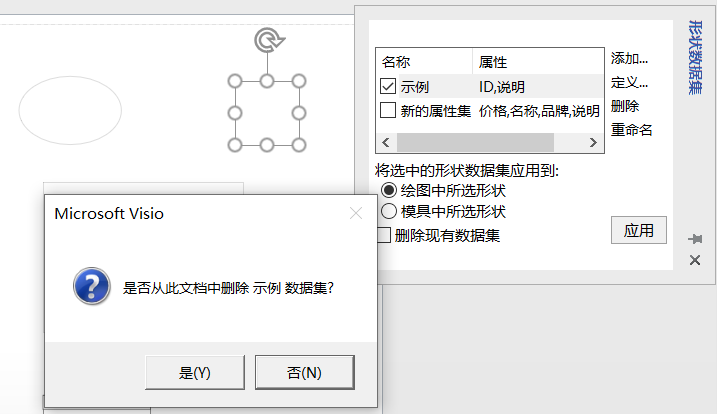 形状数据集
名称 属性
示例 ID,说明
新的属性集 价格,名称,品牌,说明
添加...
定义...
删除
重命名
将选中的形状数据集应用到:
绘图中所选形状
模具中所选形状
删除现有数据集
应用
Microsoft Visio
是否从此文档中删除 示例 数据集?
是(Y) 否(N)